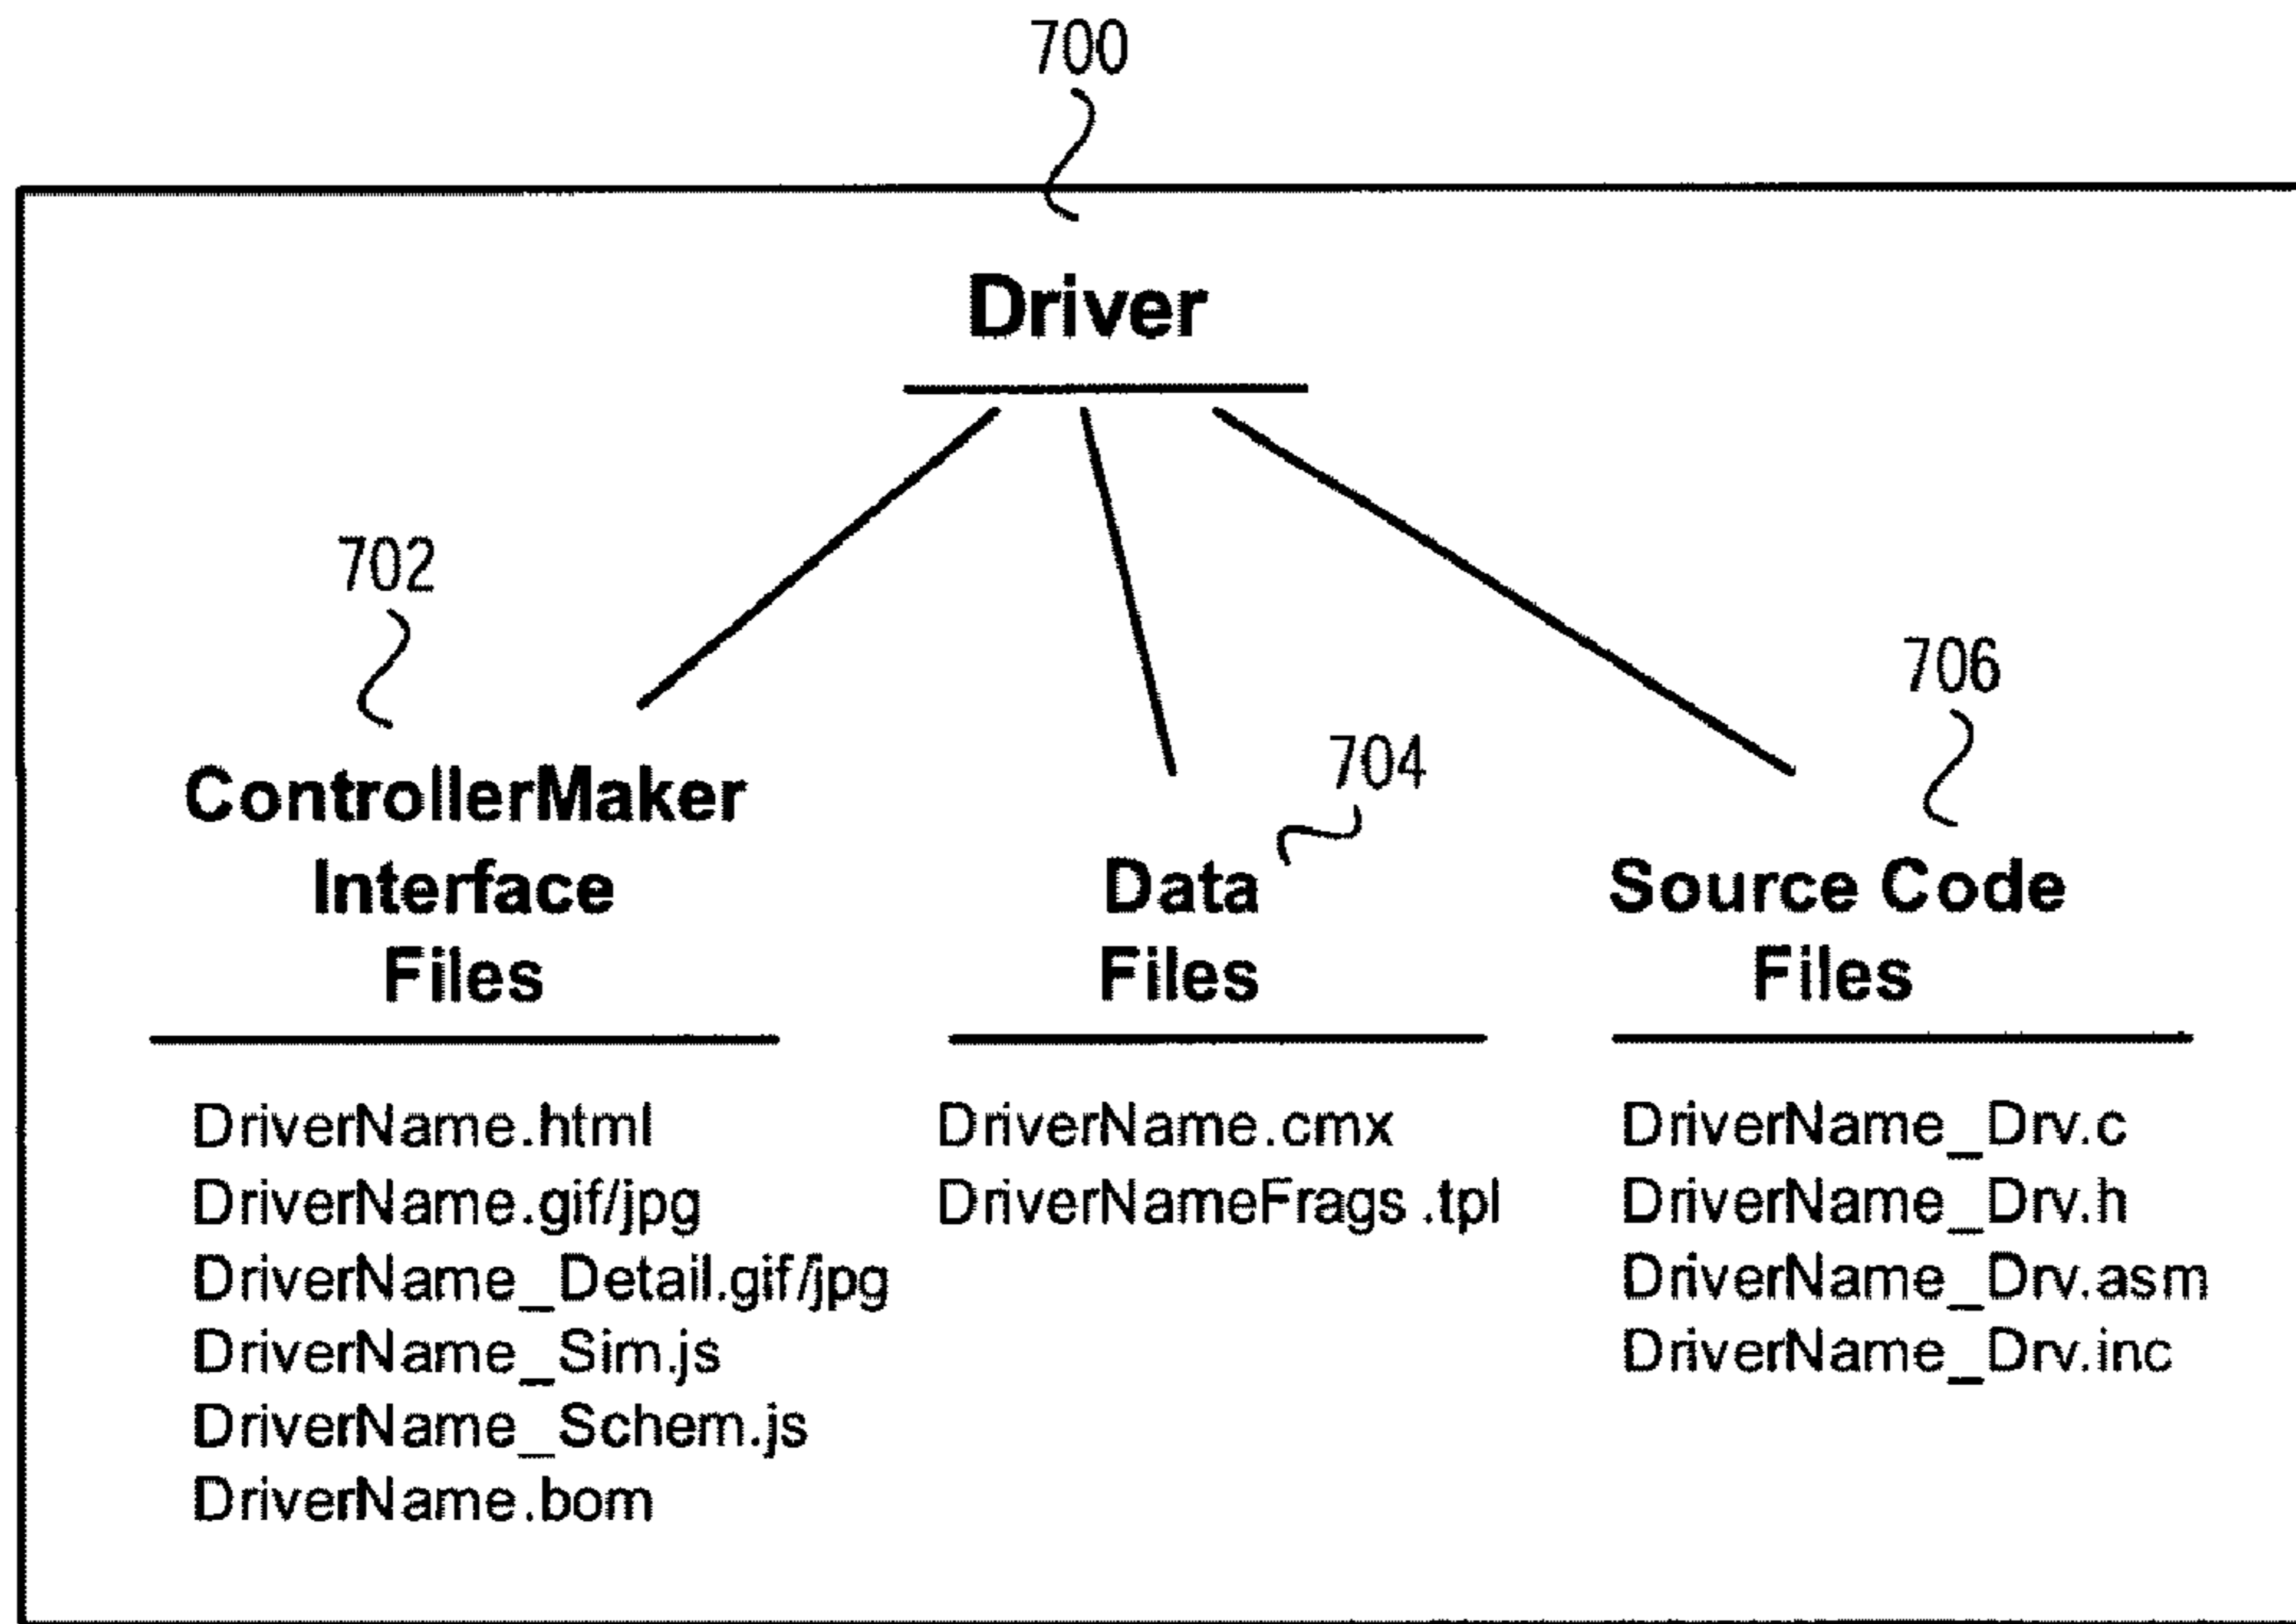 700
Driver
702
ControllerMaker
Interface
Files
DriverName.html
DriverName.gif/jpg
DriverName_Detail.gif/jpg
DriverName_Sim.js
DriverName_Schem.js
DriverName.bom
704
Data
Files
DriverName.cmx
DriverNameFrags.tpl
706
Source Code
Files
DriverName_Drv.c
DriverName_Drv.h
DriverName_Drv.asm
DriverName_Drv.inc